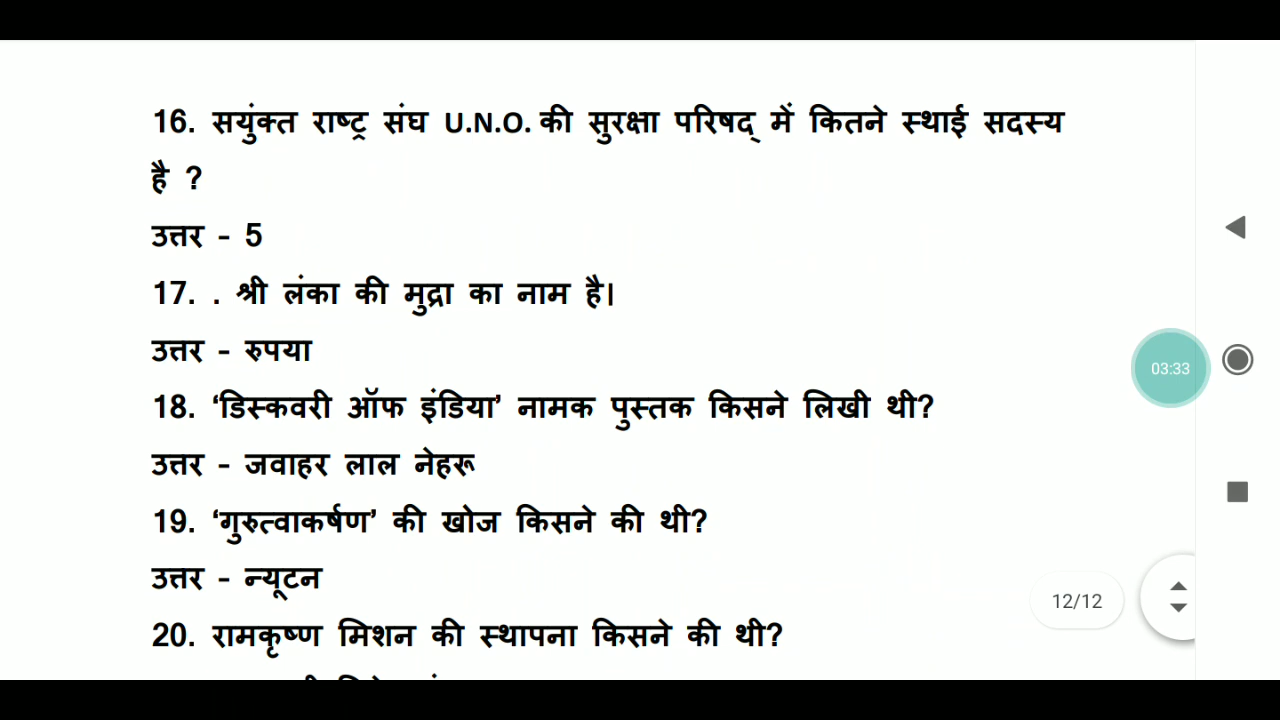 16. सयुंक्त राष्ट्र संघ U.N.O. की सुरक्षा परिषद् में कितने स्थाई सदस्य
है ?
उत्तर - 5
17. . श्री लंका की मुद्रा का नाम है।
उत्तर - रुपया
03:33
18. ‘डिस्कवरी ऑफ इंडिया’ नामक पुस्तक किसने लिखी थी?
उत्तर - जवाहर लाल नेहरू
19. ‘गुरुत्वाकर्षण’ की खोज किसने की थी?
उत्तर - न्यूटन
12/12
20. रामकृष्ण मिशन की स्थापना किसने की थी?